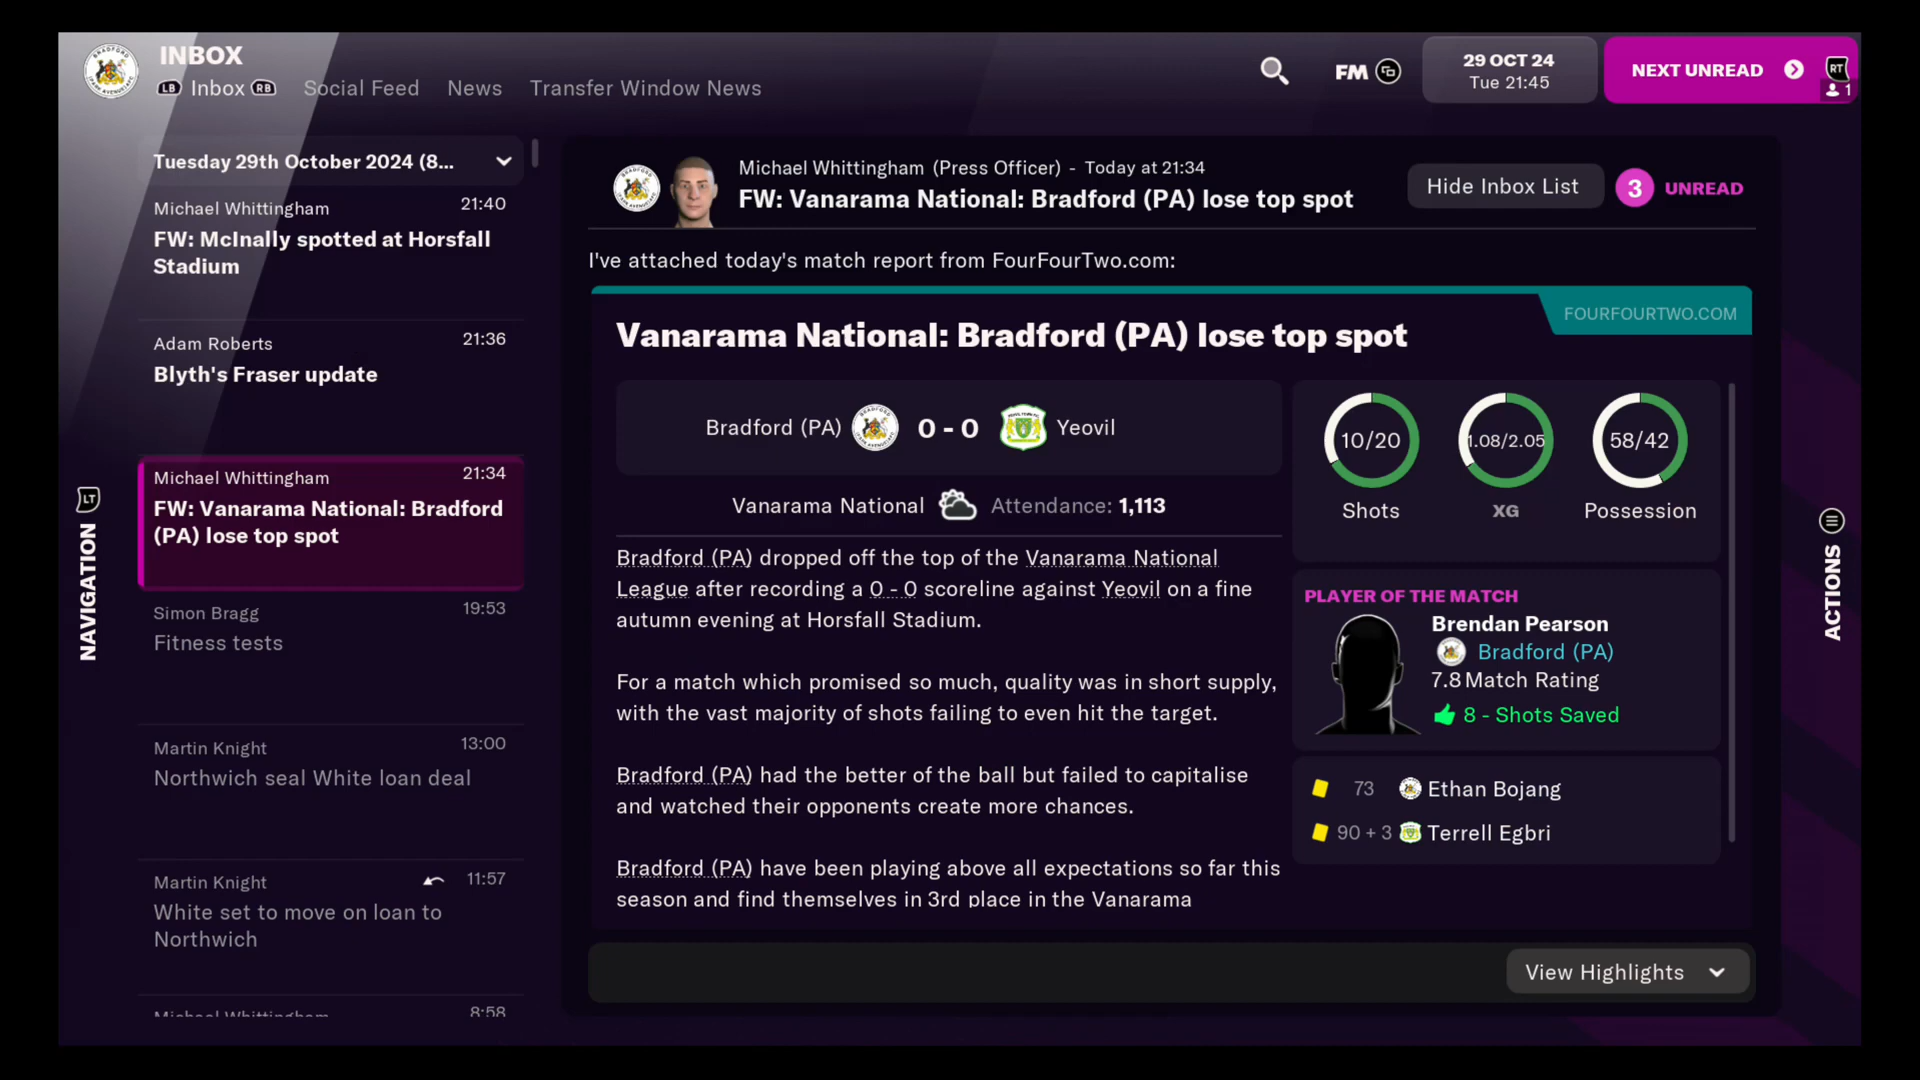 INBOX
LB Inbox RB Social Feed News Transfer Window News
FM
29 OCT 24
Tue 21:45
NEXT UNREAD
RT
1
Tuesday 29th October 2024 (8...
Michael Whittingham 21:40
FW: McInally spotted at Horsfall
Stadium
Adam Roberts 21:36
Blyth's Fraser update
Michael Whittingham 21:34
FW: Vanarama National: Bradford
(PA) lose top spot
Simon Bragg 19:53
Fitness tests
Martin Knight 13:00
Northwich seal White loan deal
Martin Knight 11:57
White set to move on loan to
Northwich
Michael Whittingham 8:58
LT
NAVIGATION
Michael Whittingham (Press Officer) - Today at 21:34
FW: Vanarama National: Bradford (PA) lose top spot
Hide Inbox List
3 UNREAD
I've attached today's match report from FourFourTwo.com:
FOURFOURTWO.COM
Vanarama National: Bradford (PA) lose top spot
Bradford (PA) 0 - 0 Yeovil
Vanarama National Attendance: 1,113
Bradford (PA) dropped off the top of the Vanarama National
League after recording a 0 - 0 scoreline against Yeovil on a fine
autumn evening at Horsfall Stadium.
For a match which promised so much, quality was in short supply,
with the vast majority of shots failing to even hit the target.
Bradford (PA) had the better of the ball but failed to capitalise
and watched their opponents create more chances.
Bradford (PA) have been playing above all expectations so far this
season and find themselves in 3rd place in the Vanarama
10/20 1.08/2.05 58/42
Shots XG Possession
PLAYER OF THE MATCH
Brendan Pearson
Bradford (PA)
7.8 Match Rating
8 - Shots Saved
73 Ethan Bojang
90 + 3 Terrell Egbri
View Highlights
ACTIONS